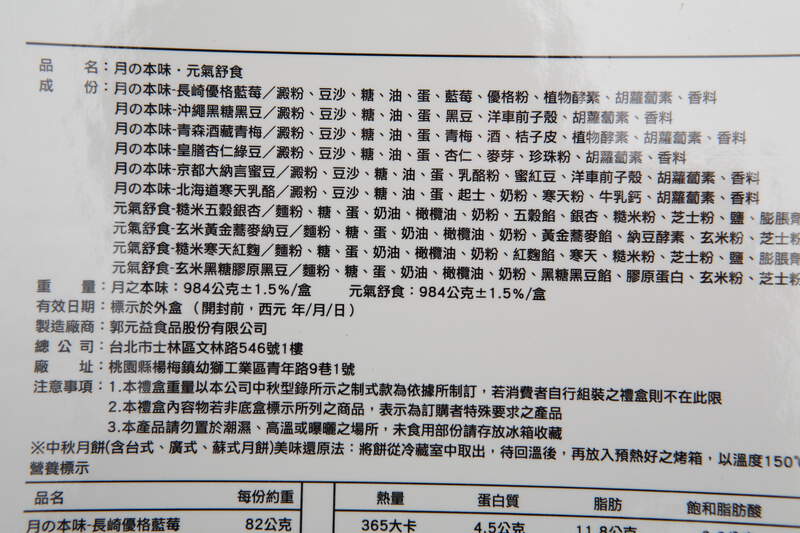 品 名：月の本味．元氣舒食
成 份：月の本味-長崎優格藍莓／澱粉、豆沙、糖、油、蛋、藍莓、優格粉、植物酵素、胡蘿蔔素、香料
月の本味-沖繩黑糖黑豆／澱粉、豆沙、糖、油、蛋、黑豆、洋車前子殼、胡蘿蔔素、香料
月の本味-青森酒藏青梅／澱粉、豆沙、糖、油、蛋、青梅、酒、桔子皮、植物酵素、胡蘿蔔素、香料
月の本味-皇膳杏仁綠豆／澱粉、豆沙、糖、油、蛋、杏仁、麥芽、珍珠粉、胡蘿蔔素、香料
月の本味-京都大納言蜜豆／澱粉、豆沙、糖、油、蛋、乳酪粉、蜜紅豆、洋車前子殼、胡蘿蔔素、香料
月の本味-北海道寒天乳酪／澱粉、豆沙、糖、油、蛋、起士、奶粉、寒天粉、牛乳鈣、胡蘿蔔素、香料
元氣舒食-糙米五穀銀杏／麵粉、糖、蛋、奶油、橄欖油、奶粉、五穀餡、銀杏、糙米粉、芝士粉、鹽、膨脹劑
元氣舒食-玄米黃金蕎麥納豆／麵粉、糖、蛋、奶油、橄欖油、奶粉、黃金蕎麥餡、納豆酵素、玄米粉、芝士粉
元氣舒食-糙米寒天紅麴／麵粉、糖、蛋、奶油、橄欖油、奶粉、紅麴餡、寒天、糙米粉、芝士粉、鹽、膨脹
元氣舒食-玄米黑糖膠原黑豆／麵粉、糖、蛋、奶油、橄欖油、奶粉、黑糖黑豆餡、膠原蛋白、玄米粉、芝士粉
重 量：月之本味：984公克±1.5%/盒 元氣舒食：984公克±1.5%/盒
有效日期：標示於外盒 （開封前，西元 年/月/日）
製造廠商：郭元益食品股份有限公司
總 公 司：台北市士林區文林路546號1樓
廠 址：桃園縣楊梅鎮幼獅工業區青年路9巷1號
注意事項：1.本禮盒重量以本公司中秋型錄所示之制式款為依據所制訂，若消費者自行組裝之禮盒則不在此限
2.本禮盒內容物若非底盒標示所列之商品，表示為訂購者特殊要求之產品
3.本產品請勿置於潮濕、高溫或曝曬之場所，未食用部份請存放冰箱收藏
※中秋月餅(含台式、廣式、蘇式月餅)美味還原法：將餅從冷藏室中取出，待回溫後，再放入預熱好之烤箱，以溫度150℃
營養標示
品名 每份約重 熱量 蛋白質 脂肪 飽和脂肪酸
月の本味-長崎優格藍莓 82公克 365大卡 4.5公克 11.8公克